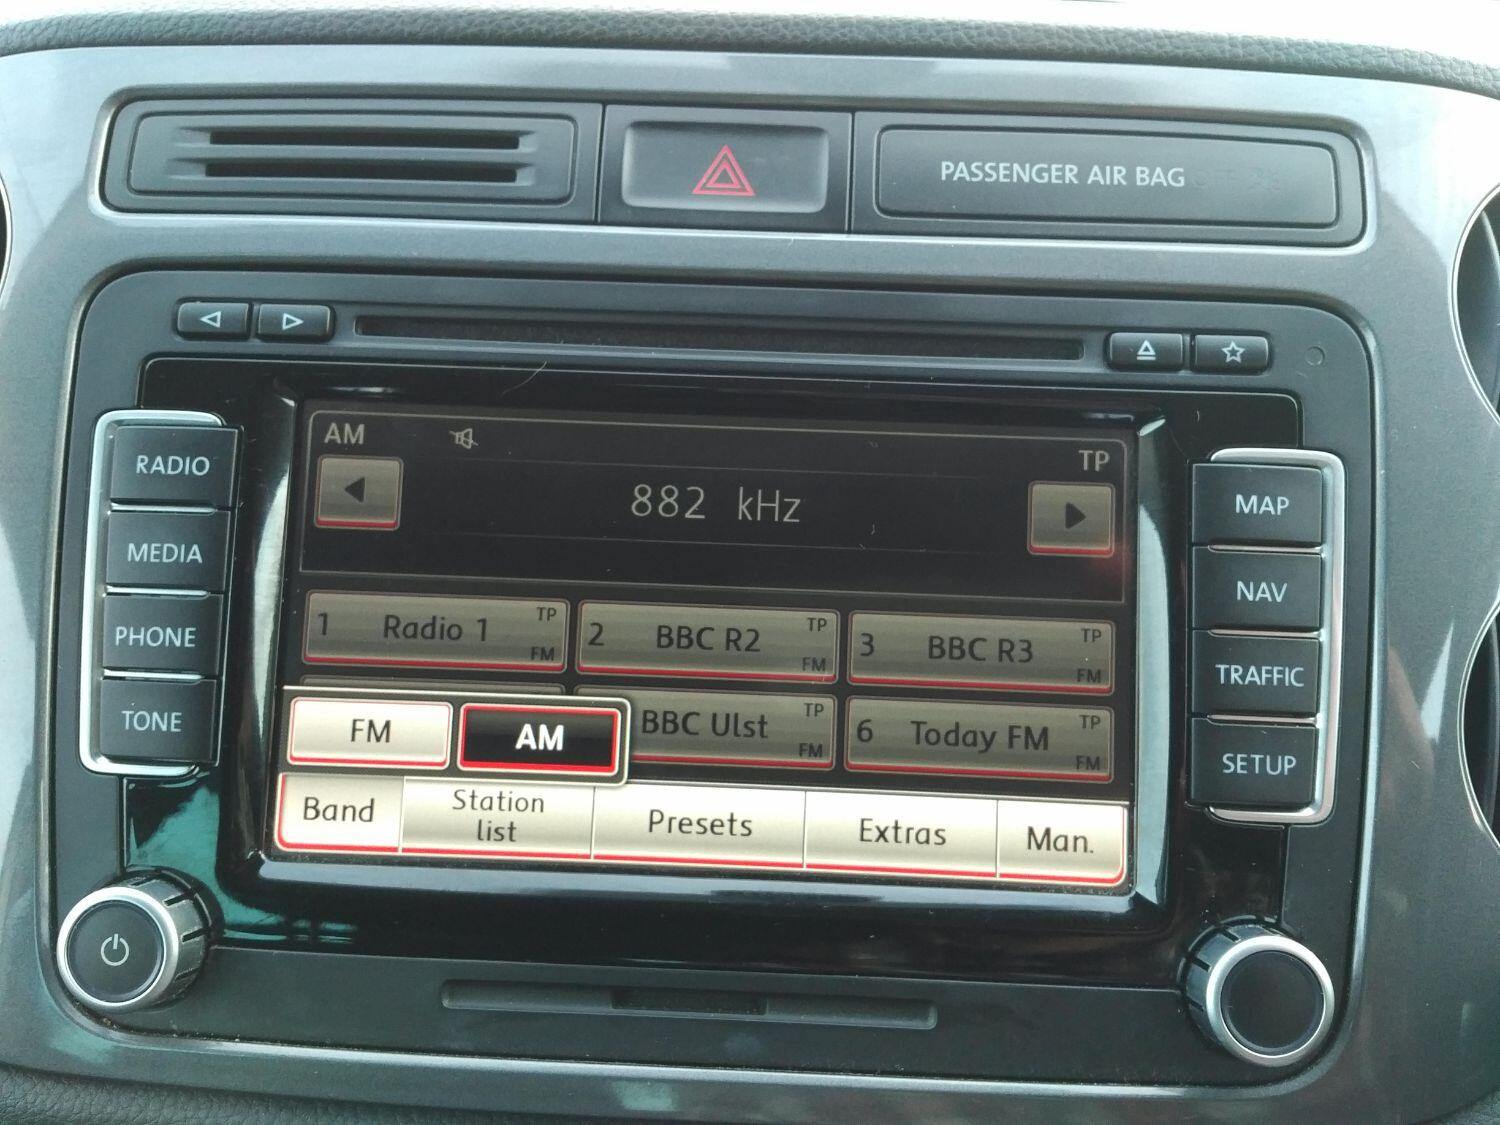 PASSENGER AIR BAG
RADIO
MEDIA
PHONE
TONE
AM
TP
882 kHz
1 Radio 1 TP FM
2 BBC R2 TP FM
3 BBC R3 TP FM
BBC Ulst TP FM
6 Today FM TP FM
FM
AM
Band
Station
list
Presets
Extras
Man.
MAP
NAV
TRAFFIC
SETUP